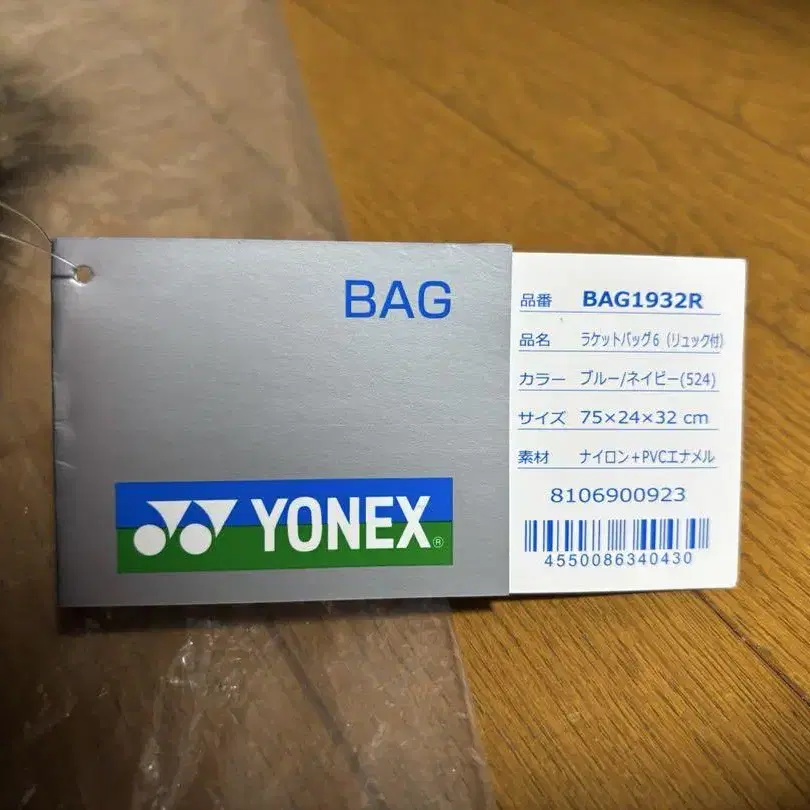 BAG
YONEX®
品番 BAG1932R
品名 ラケットバッグ6（リュック付）
カラー ブルー/ネイビー(524)
サイズ 75×24×32 cm
素材 ナイロン+PVCエナメル
8106900923
4550086340430